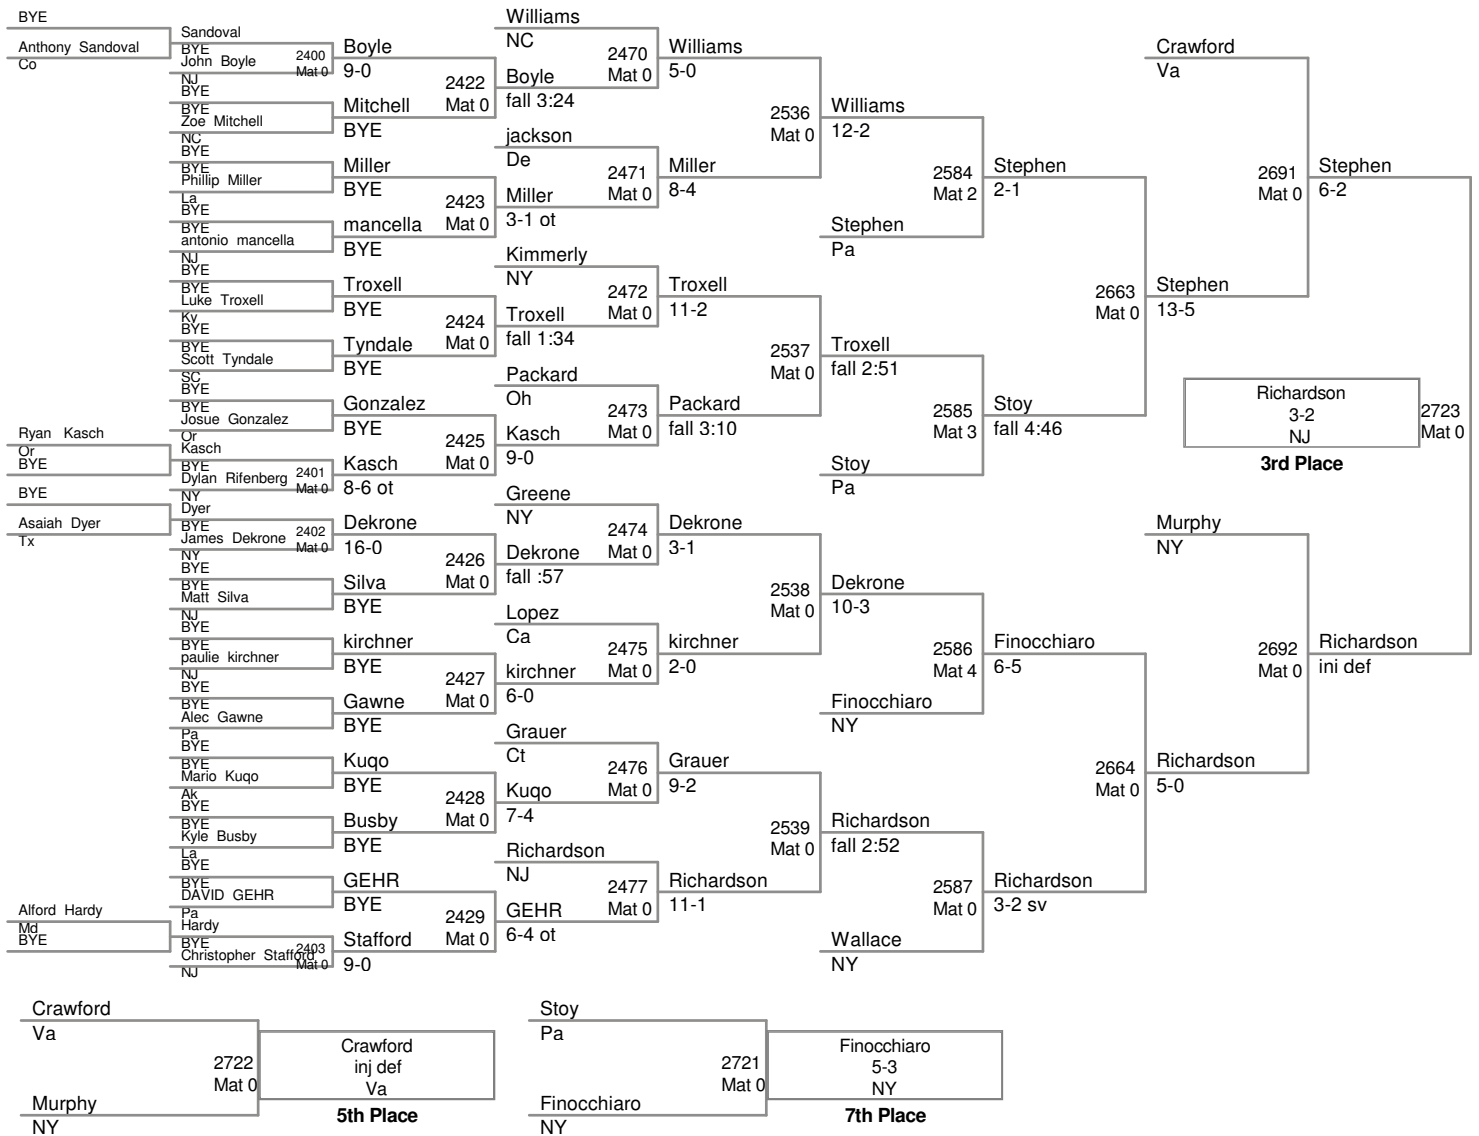 BYE
Anthony Sandoval
Co
Ryan Kasch
Or
BYE
BYE
Asaiah Dyer
Tx
Alford Hardy
Md
BYE
Sandoval
BYE
John Boyle
2400
Mat 0
NJ
BYE
BYE
Zoe Mitchell
NC
BYE
BYE
Phillip Miller
La
BYE
BYE
antonio mancella
NJ
BYE
BYE
Luke Troxell
Ky
BYE
BYE
Scott Tyndale
SC
BYE
BYE
Josue Gonzalez
Or
Kasch
BYE
Dylan Rifenberg
2401
Mat 0
NY
Dyer
BYE
James Dekrone
2402
Mat 0
NY
BYE
BYE
Matt Silva
NJ
BYE
BYE
paulie kirchner
NJ
BYE
BYE
Alec Gawne
Pa
BYE
BYE
Mario Kuqo
Ak
BYE
BYE
Kyle Busby
La
BYE
BYE
DAVID GEHR
Pa
Hardy
BYE
Christopher Stafford
2403
Mat 0
NJ
Boyle
9-0
2422
Mat 0
Mitchell
BYE
Miller
BYE
2423
Mat 0
mancella
BYE
Troxell
BYE
2424
Mat 0
Tyndale
BYE
Gonzalez
BYE
2425
Mat 0
Kasch
8-6 ot
Dekrone
16-0
2426
Mat 0
Silva
BYE
kirchner
BYE
2427
Mat 0
Gawne
BYE
Kuqo
BYE
2428
Mat 0
Busby
BYE
GEHR
BYE
2429
Mat 0
Stafford
9-0
Williams
NC
2470
Mat 0
Boyle
fall 3:24
jackson
De
2471
Mat 0
Miller
3-1 ot
Kimmerly
NY
2472
Mat 0
Troxell
fall 1:34
Packard
Oh
2473
Mat 0
Kasch
9-0
Greene
NY
2474
Mat 0
Dekrone
fall :57
Lopez
Ca
2475
Mat 0
kirchner
6-0
Grauer
Ct
2476
Mat 0
Kuqo
7-4
Richardson
NJ
2477
Mat 0
GEHR
6-4 ot
Williams
5-0
2536
Mat 0
Miller
8-4
Troxell
11-2
2537
Mat 0
Packard
fall 3:10
Dekrone
3-1
2538
Mat 0
kirchner
2-0
Grauer
9-2
2539
Mat 0
Richardson
11-1
Williams
12-2
2584
Mat 2
Stephen
Pa
Troxell
fall 2:51
2585
Mat 3
Stoy
Pa
Dekrone
10-3
2586
Mat 4
Finocchiaro
NY
Richardson
fall 2:52
2587
Mat 0
Wallace
NY
Stephen
2-1
2663
Mat 0
Stoy
fall 4:46
Finocchiaro
6-5
2664
Mat 0
Richardson
3-2 sv
Crawford
Va
2691
Mat 0
Stephen
13-5
Murphy
NY
2692
Mat 0
Richardson
5-0
Stephen
6-2
Richardson
3-2
NJ
2723
Mat 0
3rd Place
Richardson
inj def
Crawford
Va
2722
Mat 0
Murphy
NY
Crawford
inj def
Va
5th Place
Stoy
Pa
2721
Mat 0
Finocchiaro
NY
Finocchiaro
5-3
NY
7th Place